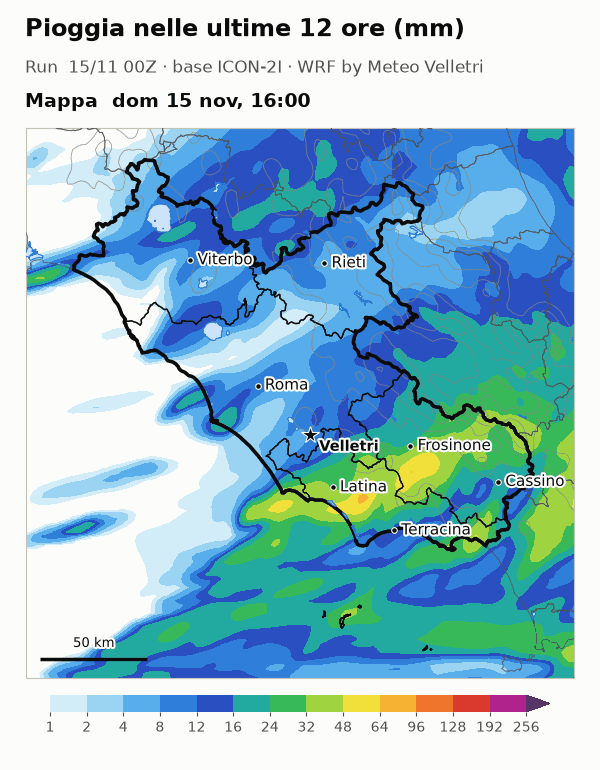 Pioggia nelle ultime 12 ore (mm)
Run  15/11 00Z · base ICON-2I · WRF by Meteo Velletri
Mappa  dom 15 nov, 16:00
Viterbo
Rieti
Roma
Velletri
Frosinone
Latina
Cassino
Terracina
50 km
1 2 4 8 12 16 24 32 48 64 96 128 192 256